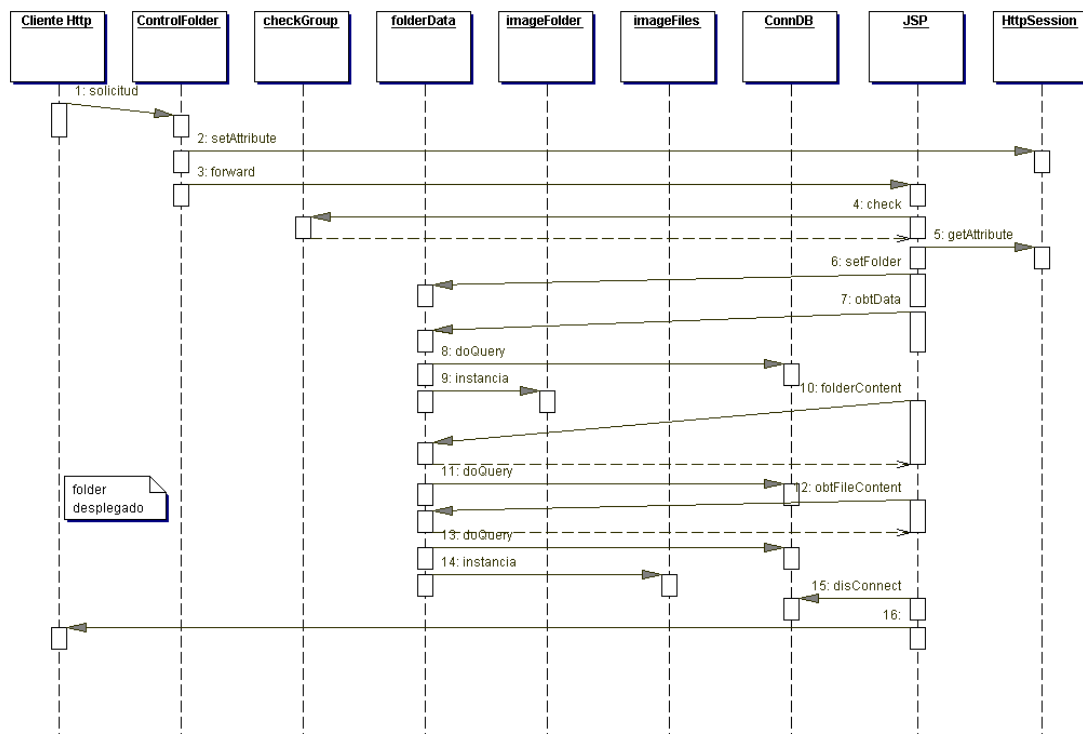 Cliente Http
ControlFolder
checkGroup
folderData
imageFolder
imageFiles
ConnDB
JSP
HttpSession
1: solicitud
2: setAttribute
3: forward
4: check
5: getAttribute
6: setFolder
7: obtData
8: doQuery
9: instancia
10: folderContent
11: doQuery
folder
desplegado
12: obtFileContent
13: doQuery
14: instancia
15: disConnect
16: